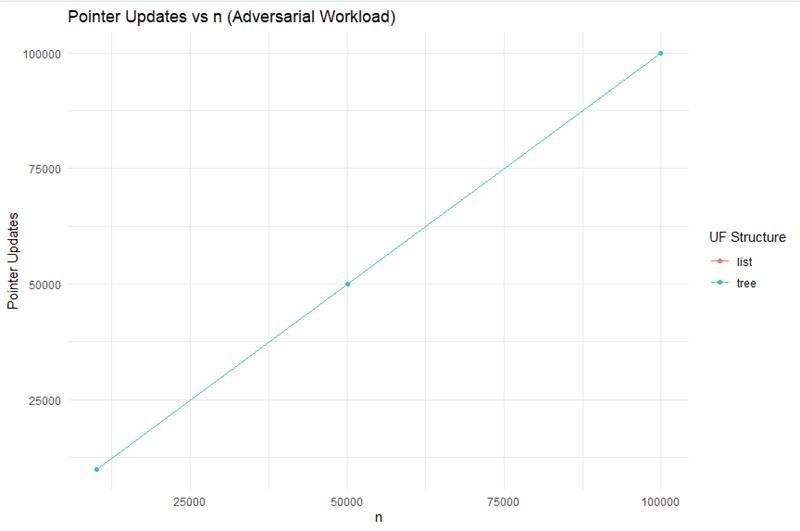 Pointer Updates vs n (Adversarial Workload)
100000
75000
50000
25000
Pointer Updates
25000 50000 75000 100000
n
UF Structure
list
tree